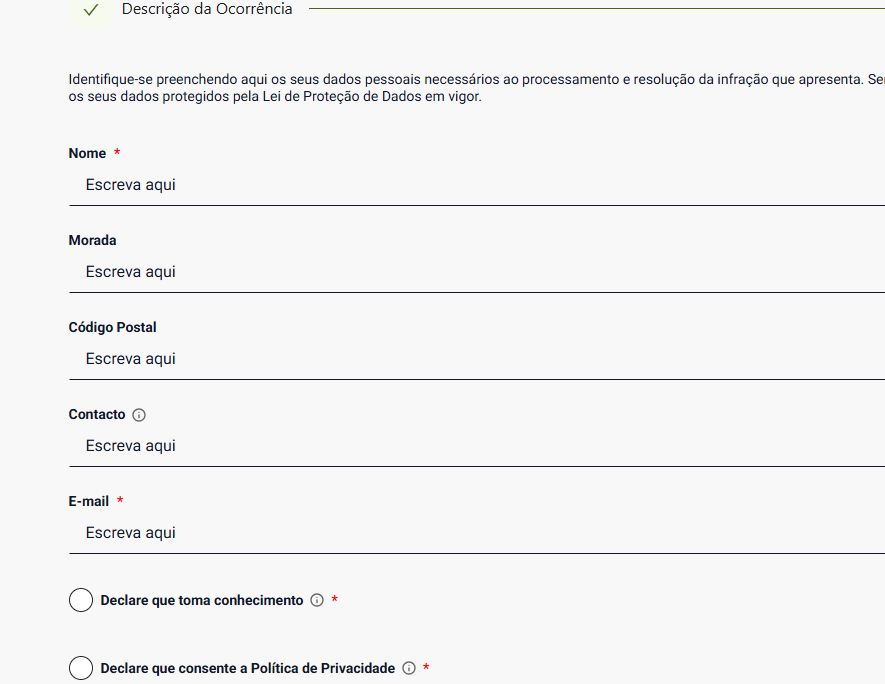 Descrição da Ocorrência
Identifique-se preenchendo aqui os seus dados pessoais necessários ao processamento e resolução da infração que apresenta.
os seus dados protegidos pela Lei de Proteção de Dados em vigor.
Nome *
Escreva aqui
Morada
Escreva aqui
Código Postal
Escreva aqui
Contacto
Escreva aqui
E-mail *
Escreva aqui
Declare que toma conhecimento *
Declare que consente a Política de Privacidade *